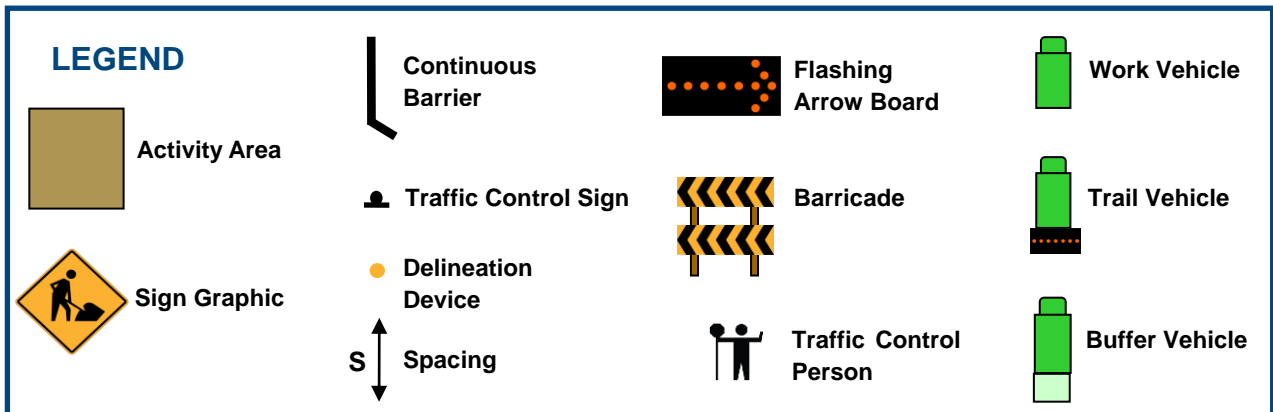 LEGEND
Activity Area
Sign Graphic
Continuous
Barrier
Traffic Control Sign
Delineation
Device
S
Spacing
Flashing
Arrow Board
Barricade
Traffic Control
Person
Work Vehicle
Trail Vehicle
Buffer Vehicle